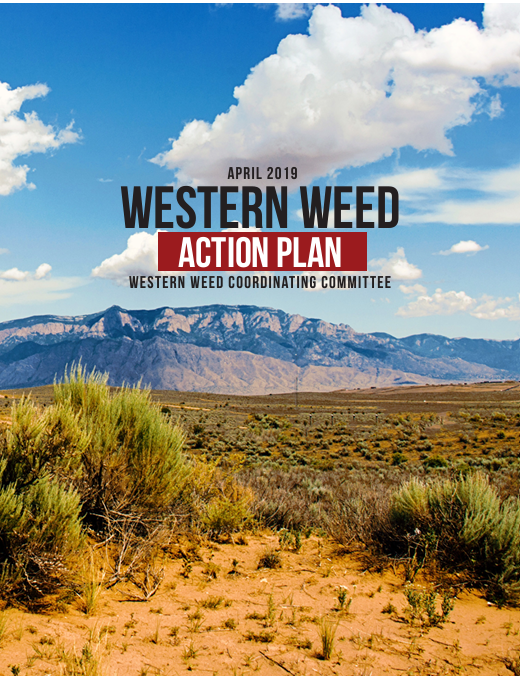 APRIL 2019
WESTERN WEED
ACTION PLAN
WESTERN WEED COORDINATING COMMITTEE